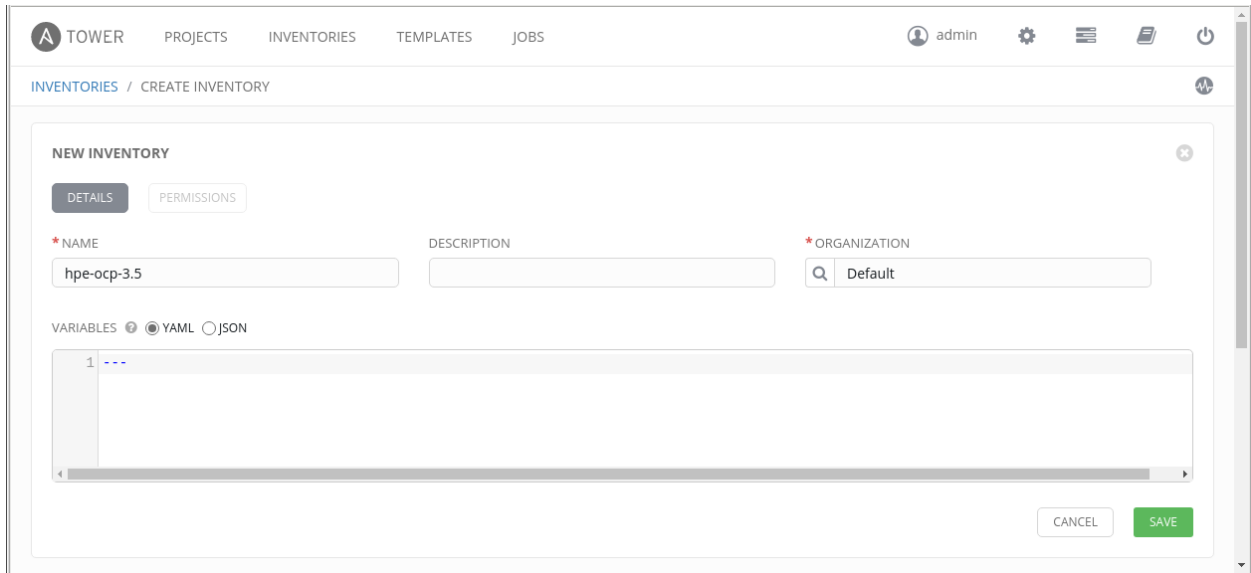 A TOWER PROJECTS INVENTORIES TEMPLATES JOBS admin
INVENTORIES / CREATE INVENTORY
NEW INVENTORY
DETAILS PERMISSIONS
* NAME DESCRIPTION * ORGANIZATION
hpe-ocp-3.5 Default
VARIABLES ? YAML JSON
1 ---
CANCEL SAVE